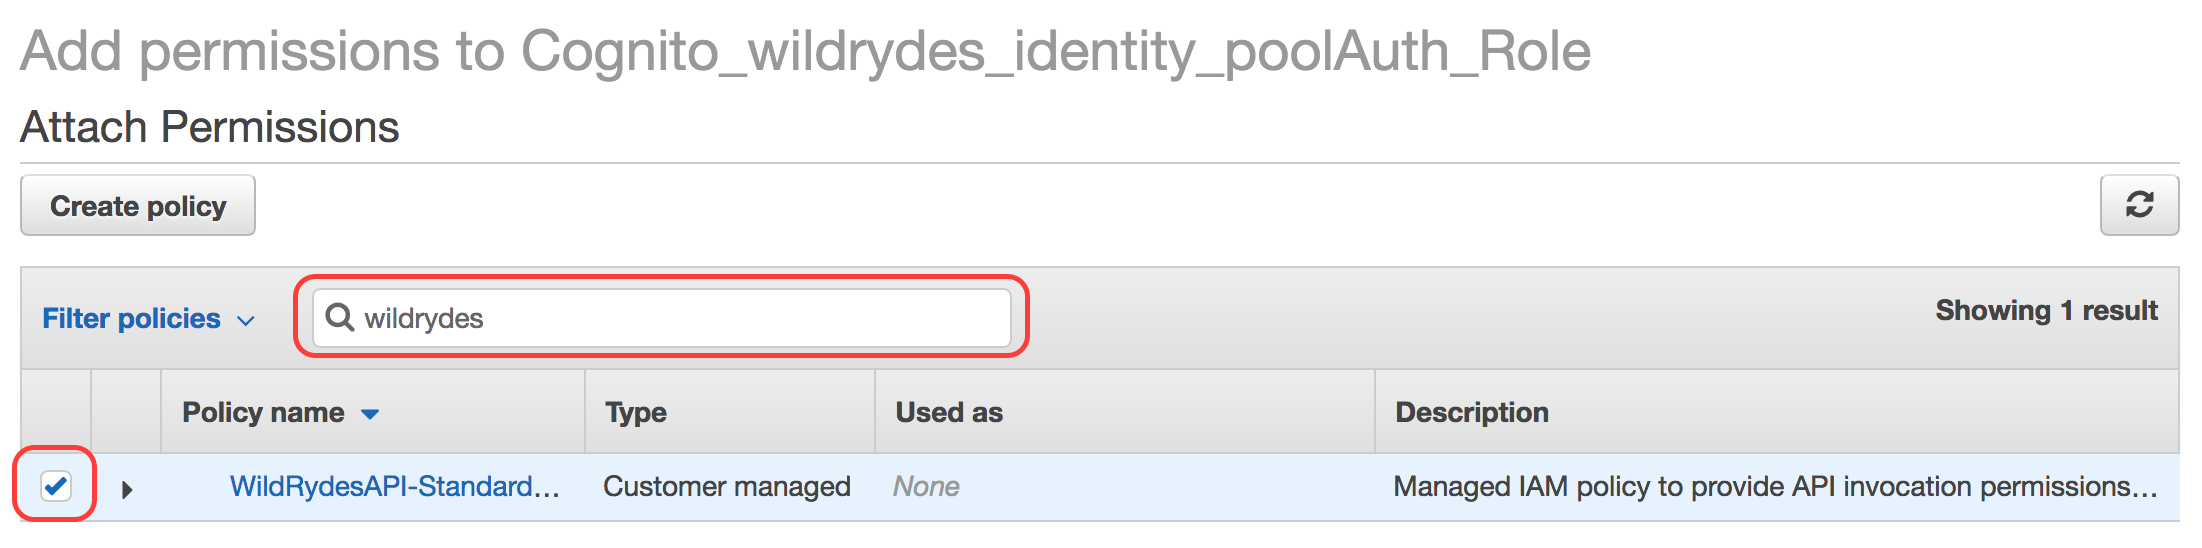 Add permissions to Cognito_wildrydes_identity_poolAuth_Role
Attach Permissions
Create policy
Filter policies wildrydes Showing 1 result
Policy name Type Used as Description
WildRydesAPI-Standard... Customer managed None Managed IAM policy to provide API invocation permissions...